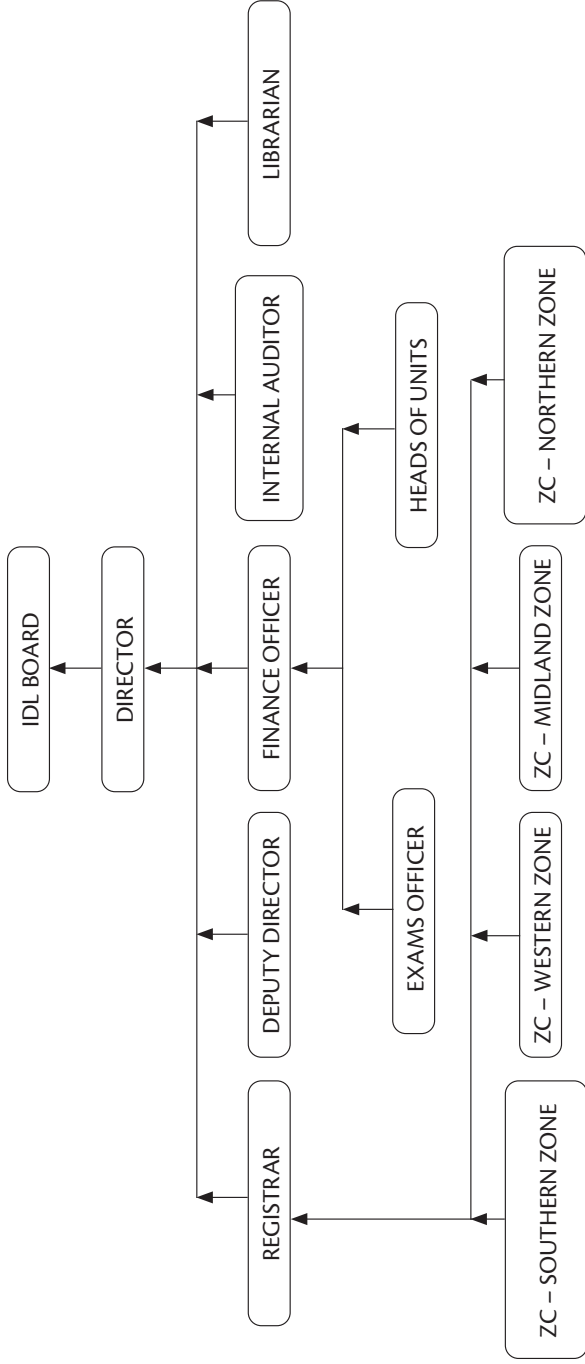 IDL BOARD
DIRECTOR
REGISTRAR
DEPUTY DIRECTOR
FINANCE OFFICER
INTERNAL AUDITOR
LIBRARIAN
EXAMS OFFICER
HEADS OF UNITS
ZC – SOUTHERN ZONE
ZC – WESTERN ZONE
ZC – MIDLAND ZONE
ZC – NORTHERN ZONE